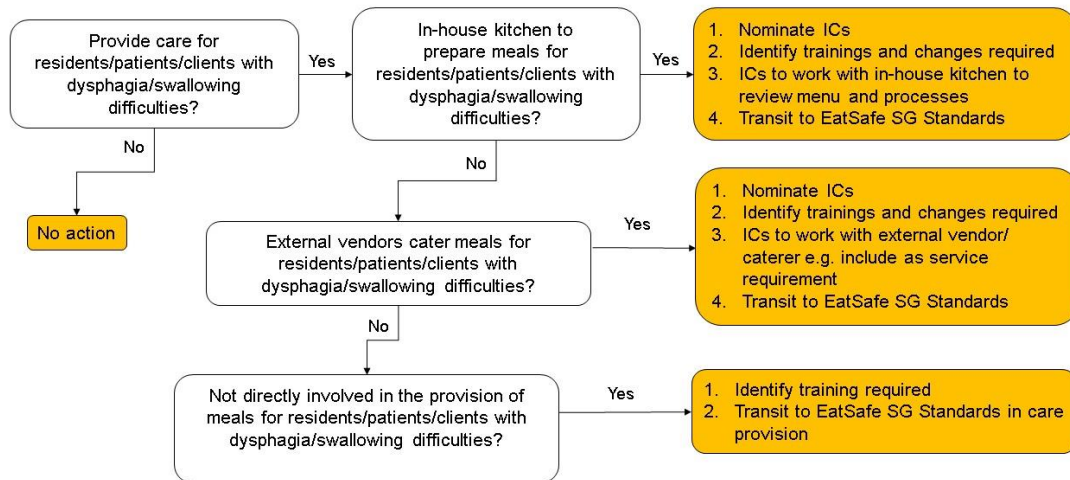 Provide care for
residents/patients/clients with
dysphagia/swallowing
difficulties?
Yes
In-house kitchen to
prepare meals for
residents/patients/clients with
dysphagia/swallowing
difficulties?
Yes
1. Nominate ICs
2. Identify trainings and changes required
3. ICs to work with in-house kitchen to
review menu and processes
4. Transit to EatSafe SG Standards
No
No action
No
External vendors cater meals for
residents/patients/clients with
dysphagia/swallowing difficulties?
Yes
1. Nominate ICs
2. Identify trainings and changes required
3. ICs to work with external vendor/
caterer e.g. include as service
requirement
4. Transit to EatSafe SG Standards
No
Not directly involved in the provision of
meals for residents/patients/clients with
dysphagia/swallowing difficulties?
Yes
1. Identify training required
2. Transit to EatSafe SG Standards in care
provision